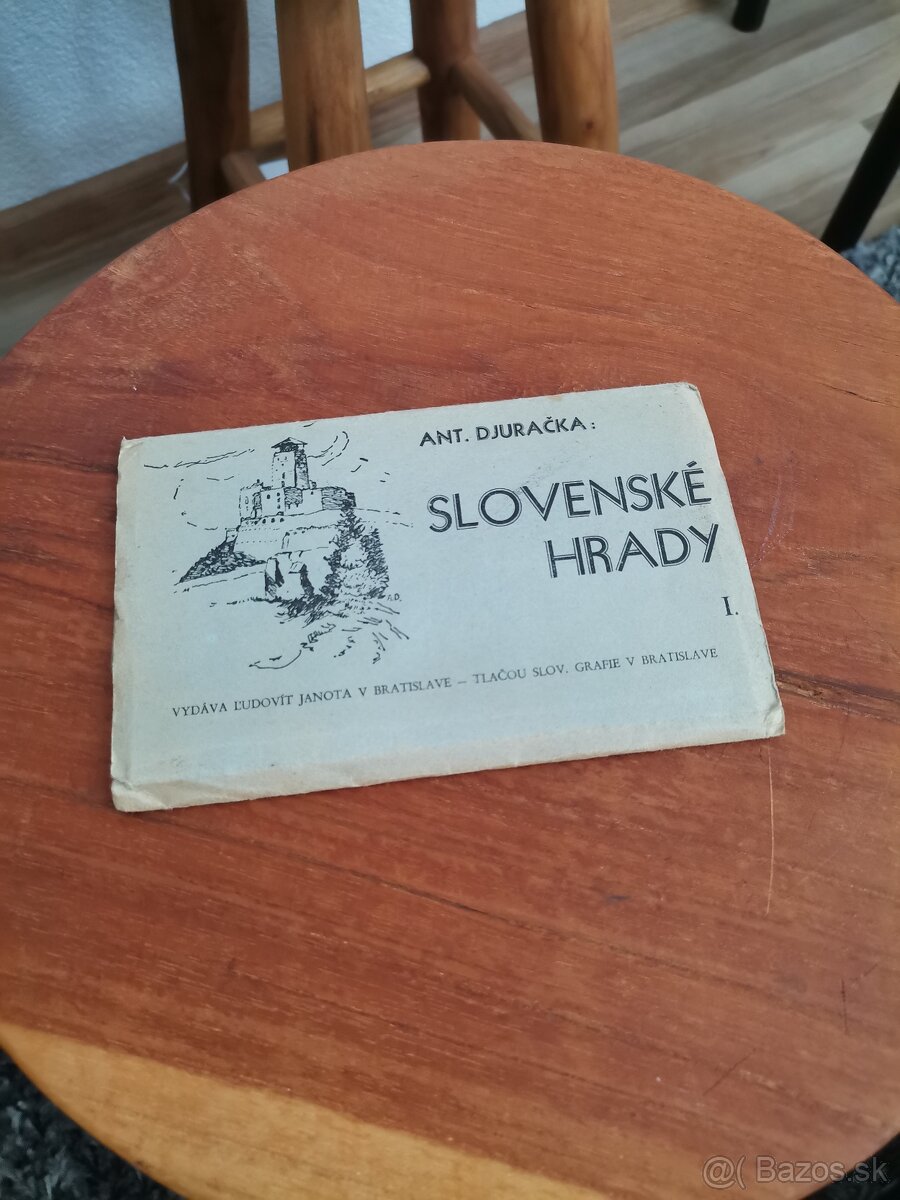 ANT. DJURAČKA:
SLOVENSKÉ
HRADY
I.
A.D.
VYDÁVA ĽUDOVÍT JANOTA V BRATISLAVE – TLAČOU SLOV. GRAFIE V BRATISLAVE
@( Bazos.sk